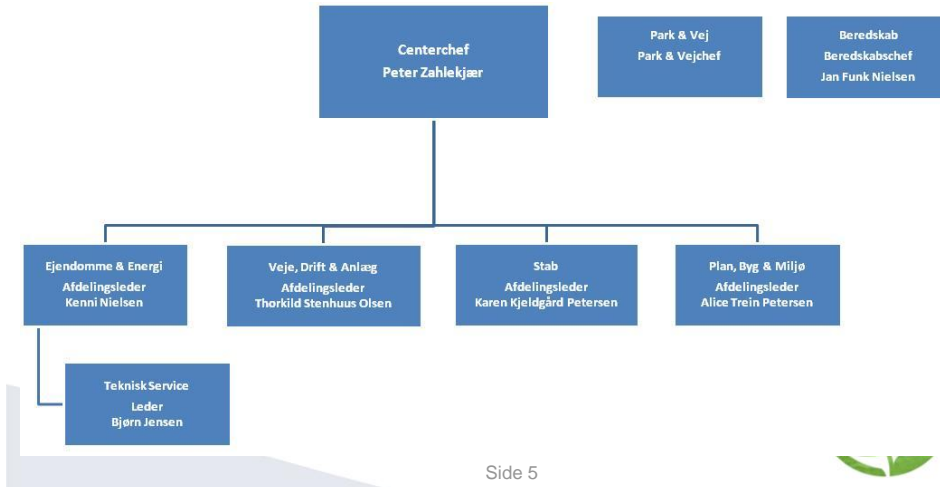 Centerchef
Peter Zahlekjær
Park & Vej
Park & Vejchef
Beredskab
Beredskabschef
Jan Funk Nielsen
Ejendomme & Energi
Afdelingsleder
Kenni Nielsen
Veje, Drift & Anlæg
Afdelingsleder
Thorkild Stenhuus Olsen
Stab
Afdelingsleder
Karen Kjeldgård Petersen
Plan, Byg & Miljø
Afdelingsleder
Alice Trein Petersen
Teknisk Service
Leder
Bjørn Jensen
Side 5